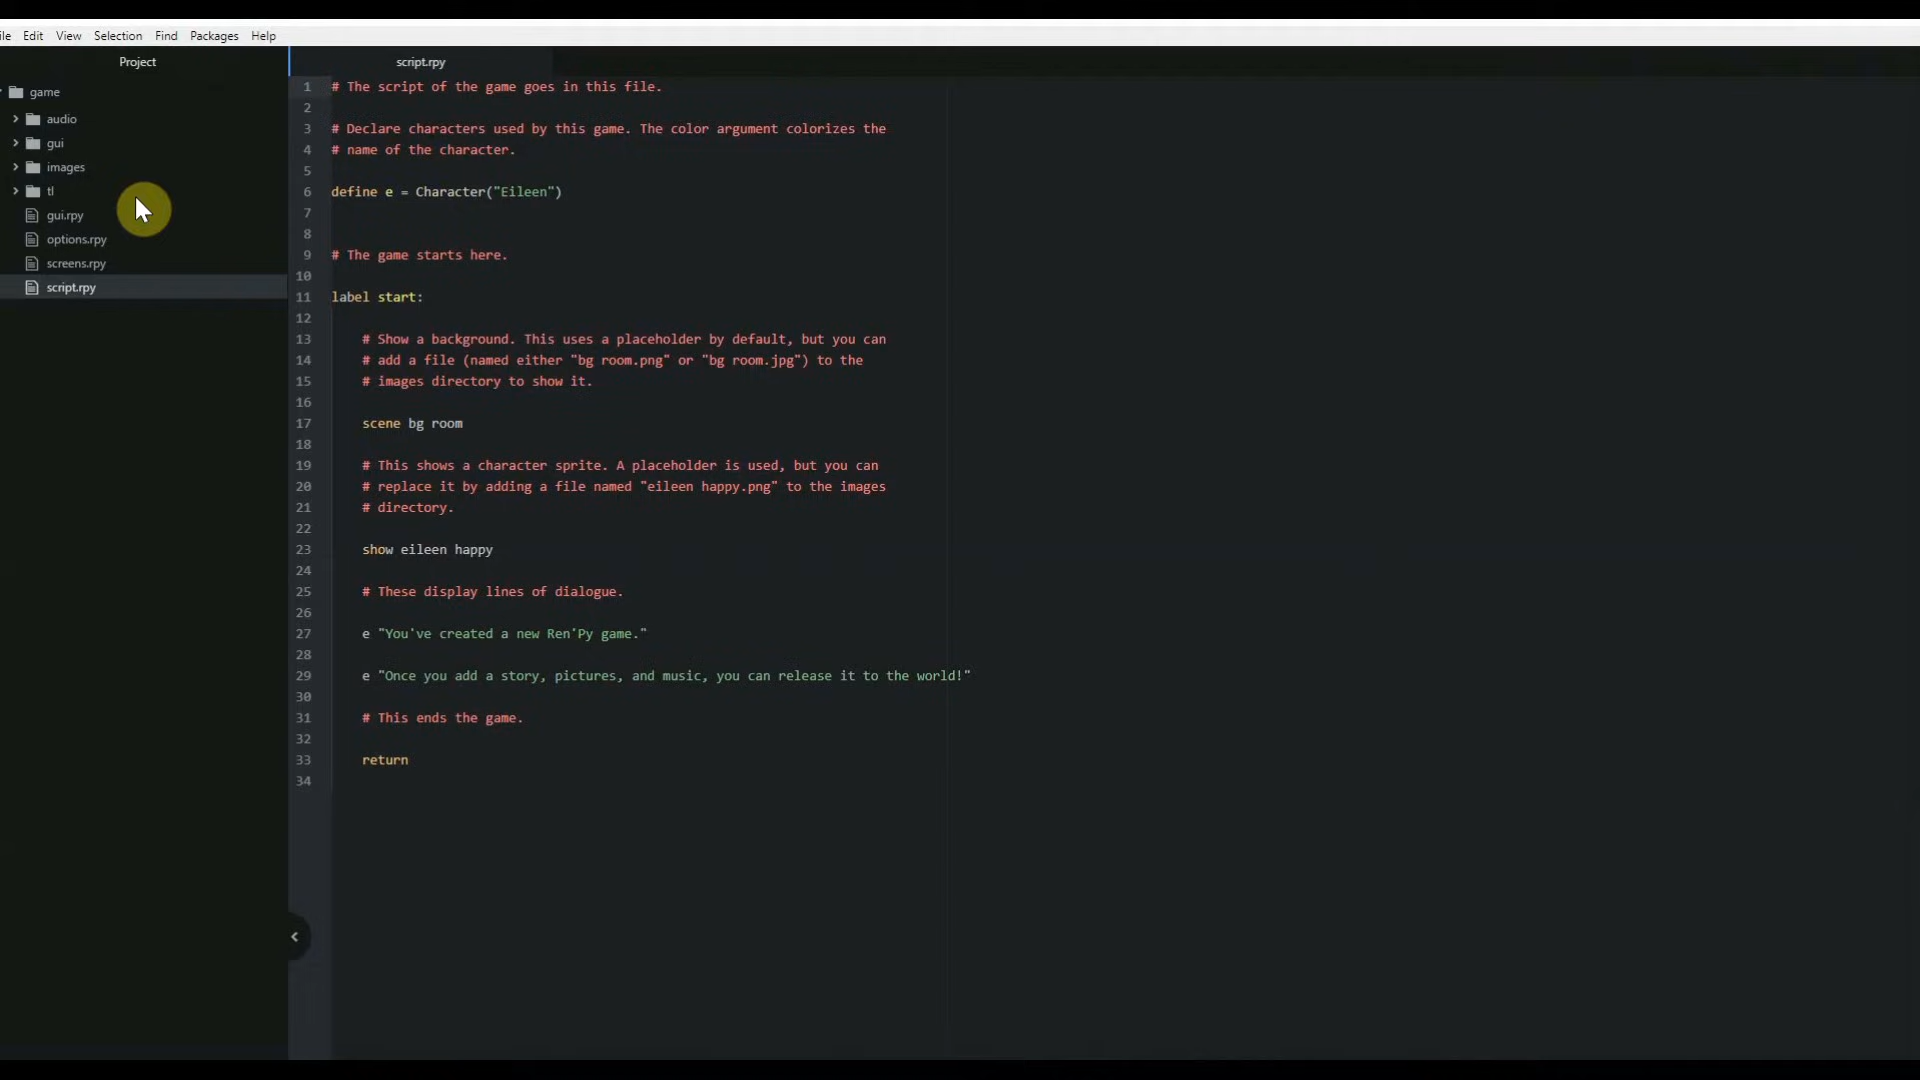 ile Edit View Selection Find Packages Help
Project
script.rpy
game
audio
gui
images
tl
gui.rpy
options.rpy
screens.rpy
script.rpy
1 # The script of the game goes in this file.
2
3 # Declare characters used by this game. The color argument colorizes the
4 # name of the character.
5
6 define e = Character("Eileen")
7
8
9 # The game starts here.
10
11 label start:
12
13 # Show a background. This uses a placeholder by default, but you can
14 # add a file (named either "bg room.png" or "bg room.jpg") to the
15 # images directory to show it.
16
17 scene bg room
18
19 # This shows a character sprite. A placeholder is used, but you can
20 # replace it by adding a file named "eileen happy.png" to the images
21 # directory.
22
23 show eileen happy
24
25 # These display lines of dialogue.
26
27 e "You've created a new Ren'Py game."
28
29 e "Once you add a story, pictures, and music, you can release it to the world!"
30
31 # This ends the game.
32
33 return
34